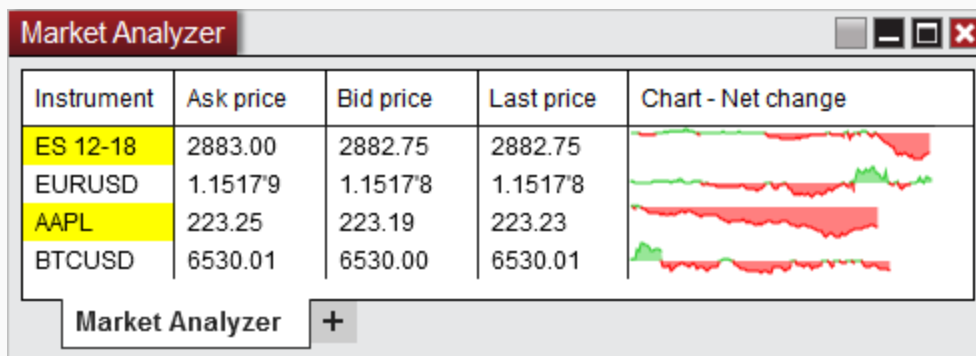 Market Analyzer
Instrument Ask price Bid price Last price Chart - Net change
ES 12-18 2883.00 2882.75 2882.75
EURUSD 1.1517'9 1.1517'8 1.1517'8
AAPL 223.25 223.19 223.23
BTCUSD 6530.01 6530.00 6530.01
Market Analyzer +